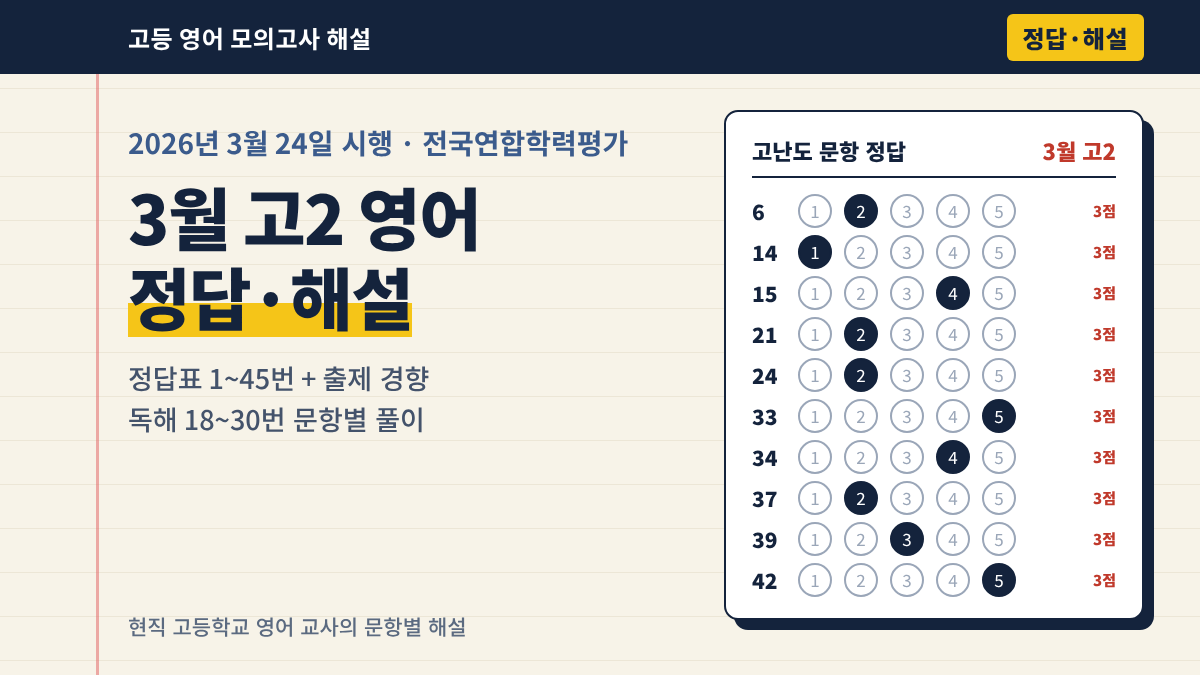 고등 영어 모의고사 해설
정답·해설
2026년 3월 24일 시행 · 전국연합학력평가
3월 고2 영어
정답·해설
정답표 1~45번 + 출제 경향
독해 18~30번 문항별 풀이
현직 고등학교 영어 교사의 문항별 해설
고난도 문항 정답 3월 고2
6 1 2 3 4 5 3점
14 1 2 3 4 5 3점
15 1 2 3 4 5 3점
21 1 2 3 4 5 3점
24 1 2 3 4 5 3점
33 1 2 3 4 5 3점
34 1 2 3 4 5 3점
37 1 2 3 4 5 3점
39 1 2 3 4 5 3점
42 1 2 3 4 5 3점